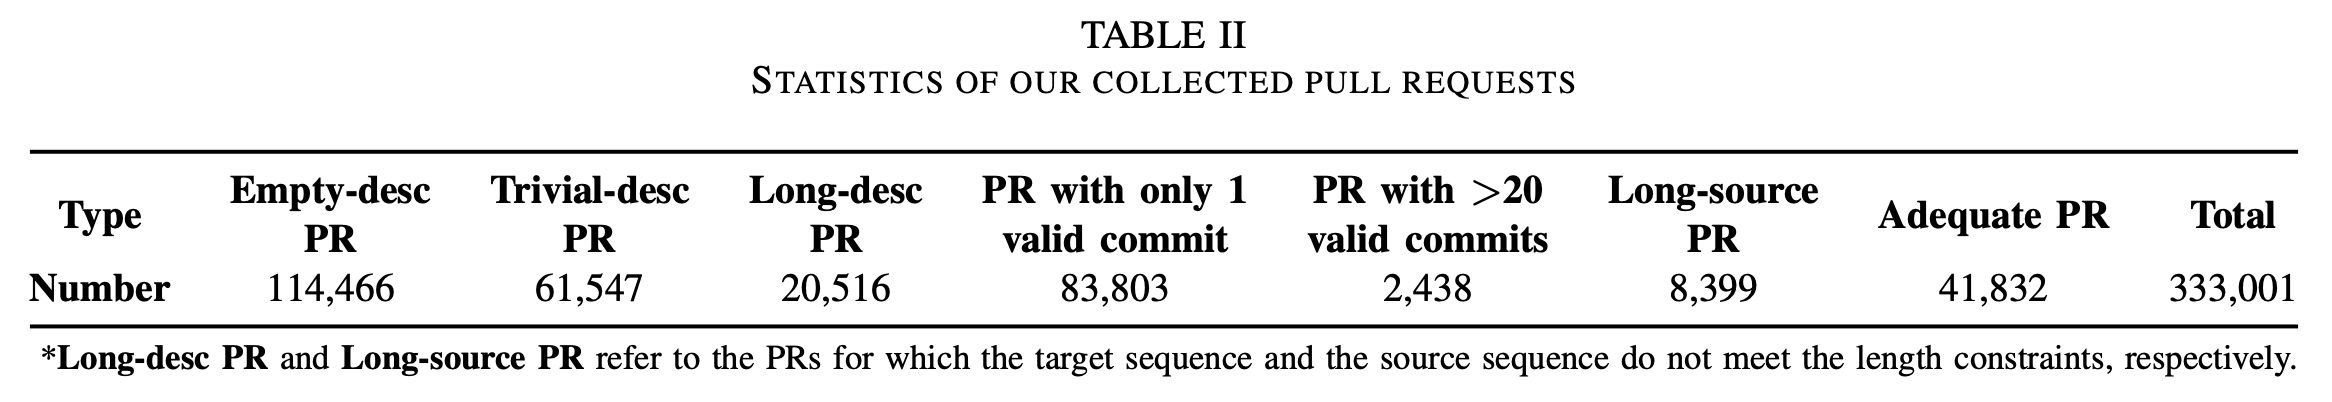 TABLE II
STATISTICS OF OUR COLLECTED PULL REQUESTS
Type Empty-desc PR Trivial-desc PR Long-desc PR PR with only 1 valid commit PR with >20 valid commits Long-source PR Adequate PR Total
Number 114,466 61,547 20,516 83,803 2,438 8,399 41,832 333,001
*Long-desc PR and Long-source PR refer to the PRs for which the target sequence and the source sequence do not meet the length constraints, respectively.